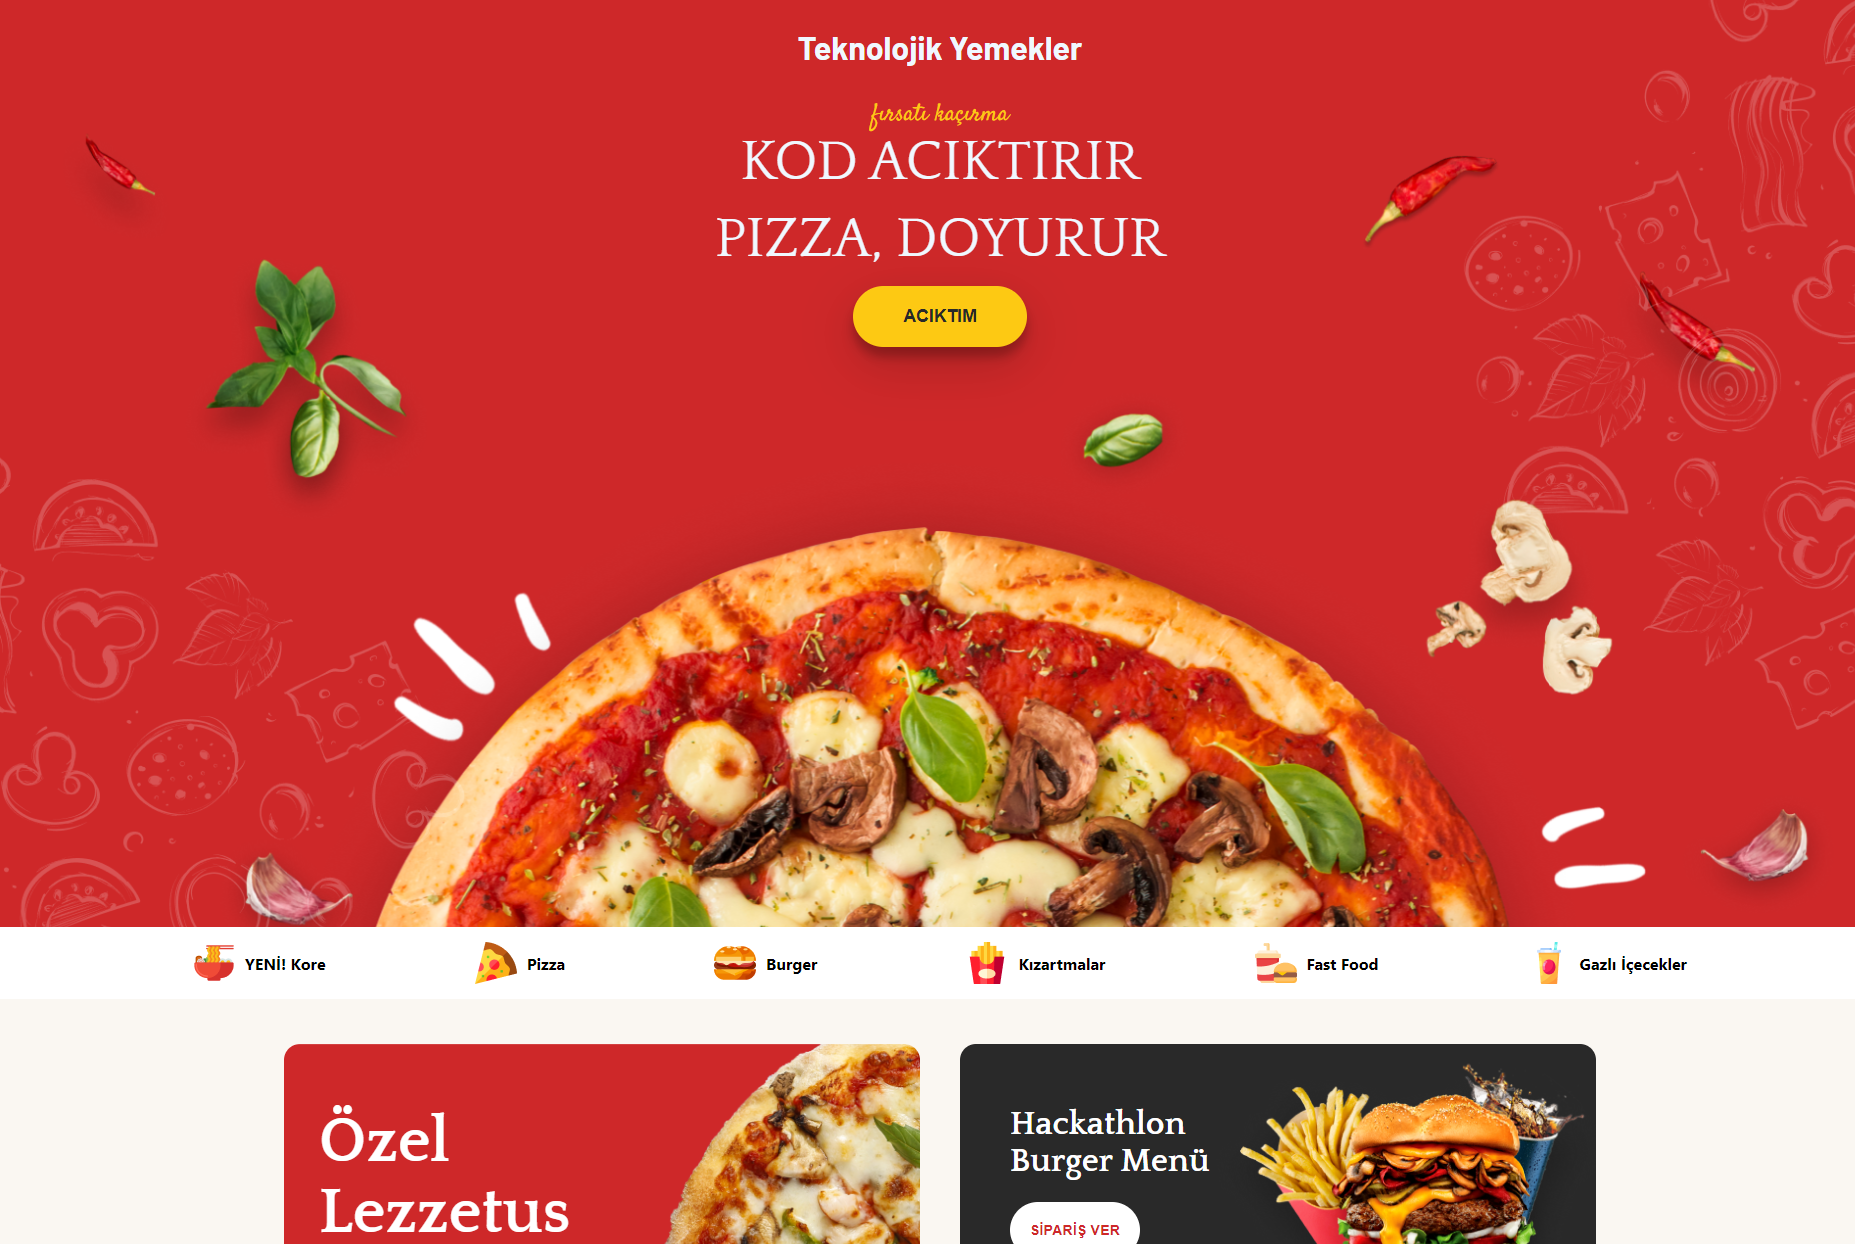 Teknolojik Yemekler
fırsatı kaçırma
KOD ACIKTIRIR
PIZZA, DOYURUR
ACIKTIM
YENİ! Kore
Pizza
Burger
Kızartmalar
Fast Food
Gazlı İçecekler
Özel
Lezzetus
Hackathlon
Burger Menü
SİPARİŞ VER